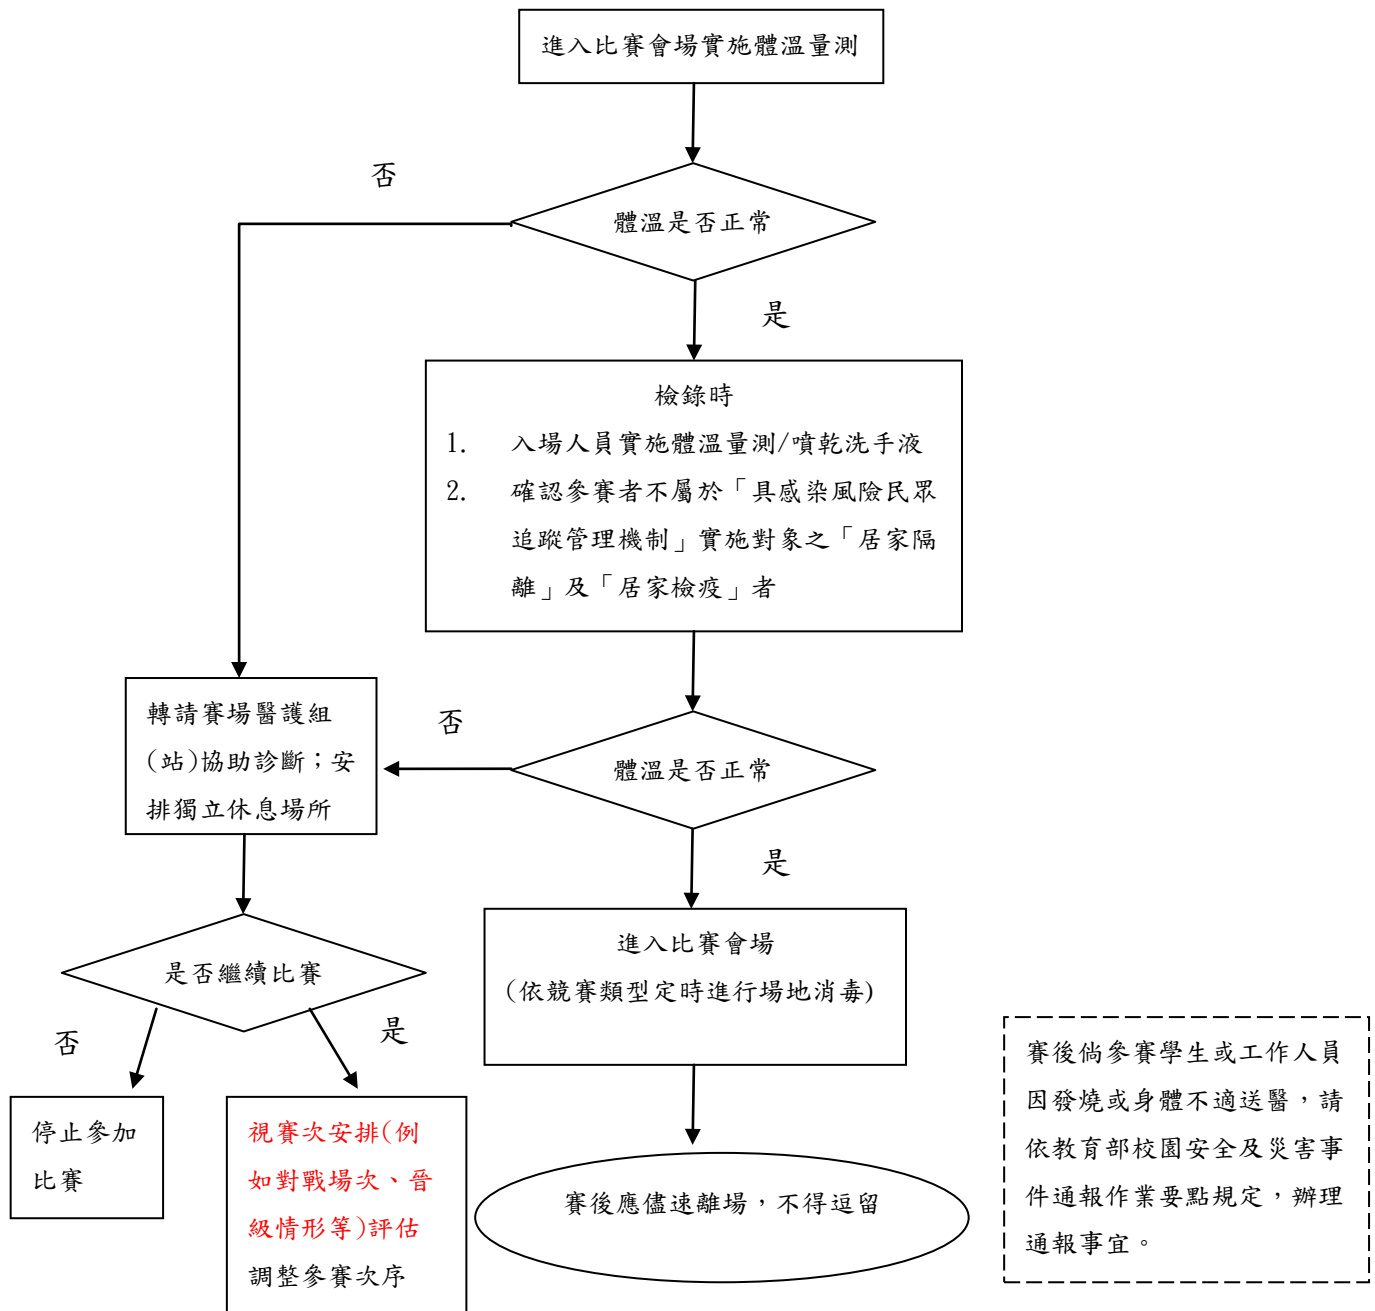 進入比賽會場實施體溫量測
否
體溫是否正常
是
檢錄時
1. 入場人員實施體溫量測/噴乾洗手液
2. 確認參賽者不屬於「具感染風險民眾
追蹤管理機制」實施對象之「居家隔
離」及「居家檢疫」者
轉請賽場醫護組
(站)協助診斷；安
排獨立休息場所
否
體溫是否正常
是
是否繼續比賽
進入比賽會場
(依競賽類型定時進行場地消毒)
否
是
停止參加
比賽
視賽次安排(例
如對戰場次、晉
級情形等)評估
調整參賽次序
賽後應儘速離場，不得逗留
賽後倘參賽學生或工作人員
因發燒或身體不適送醫，請
依教育部校園安全及災害事
件通報作業要點規定，辦理
通報事宜。